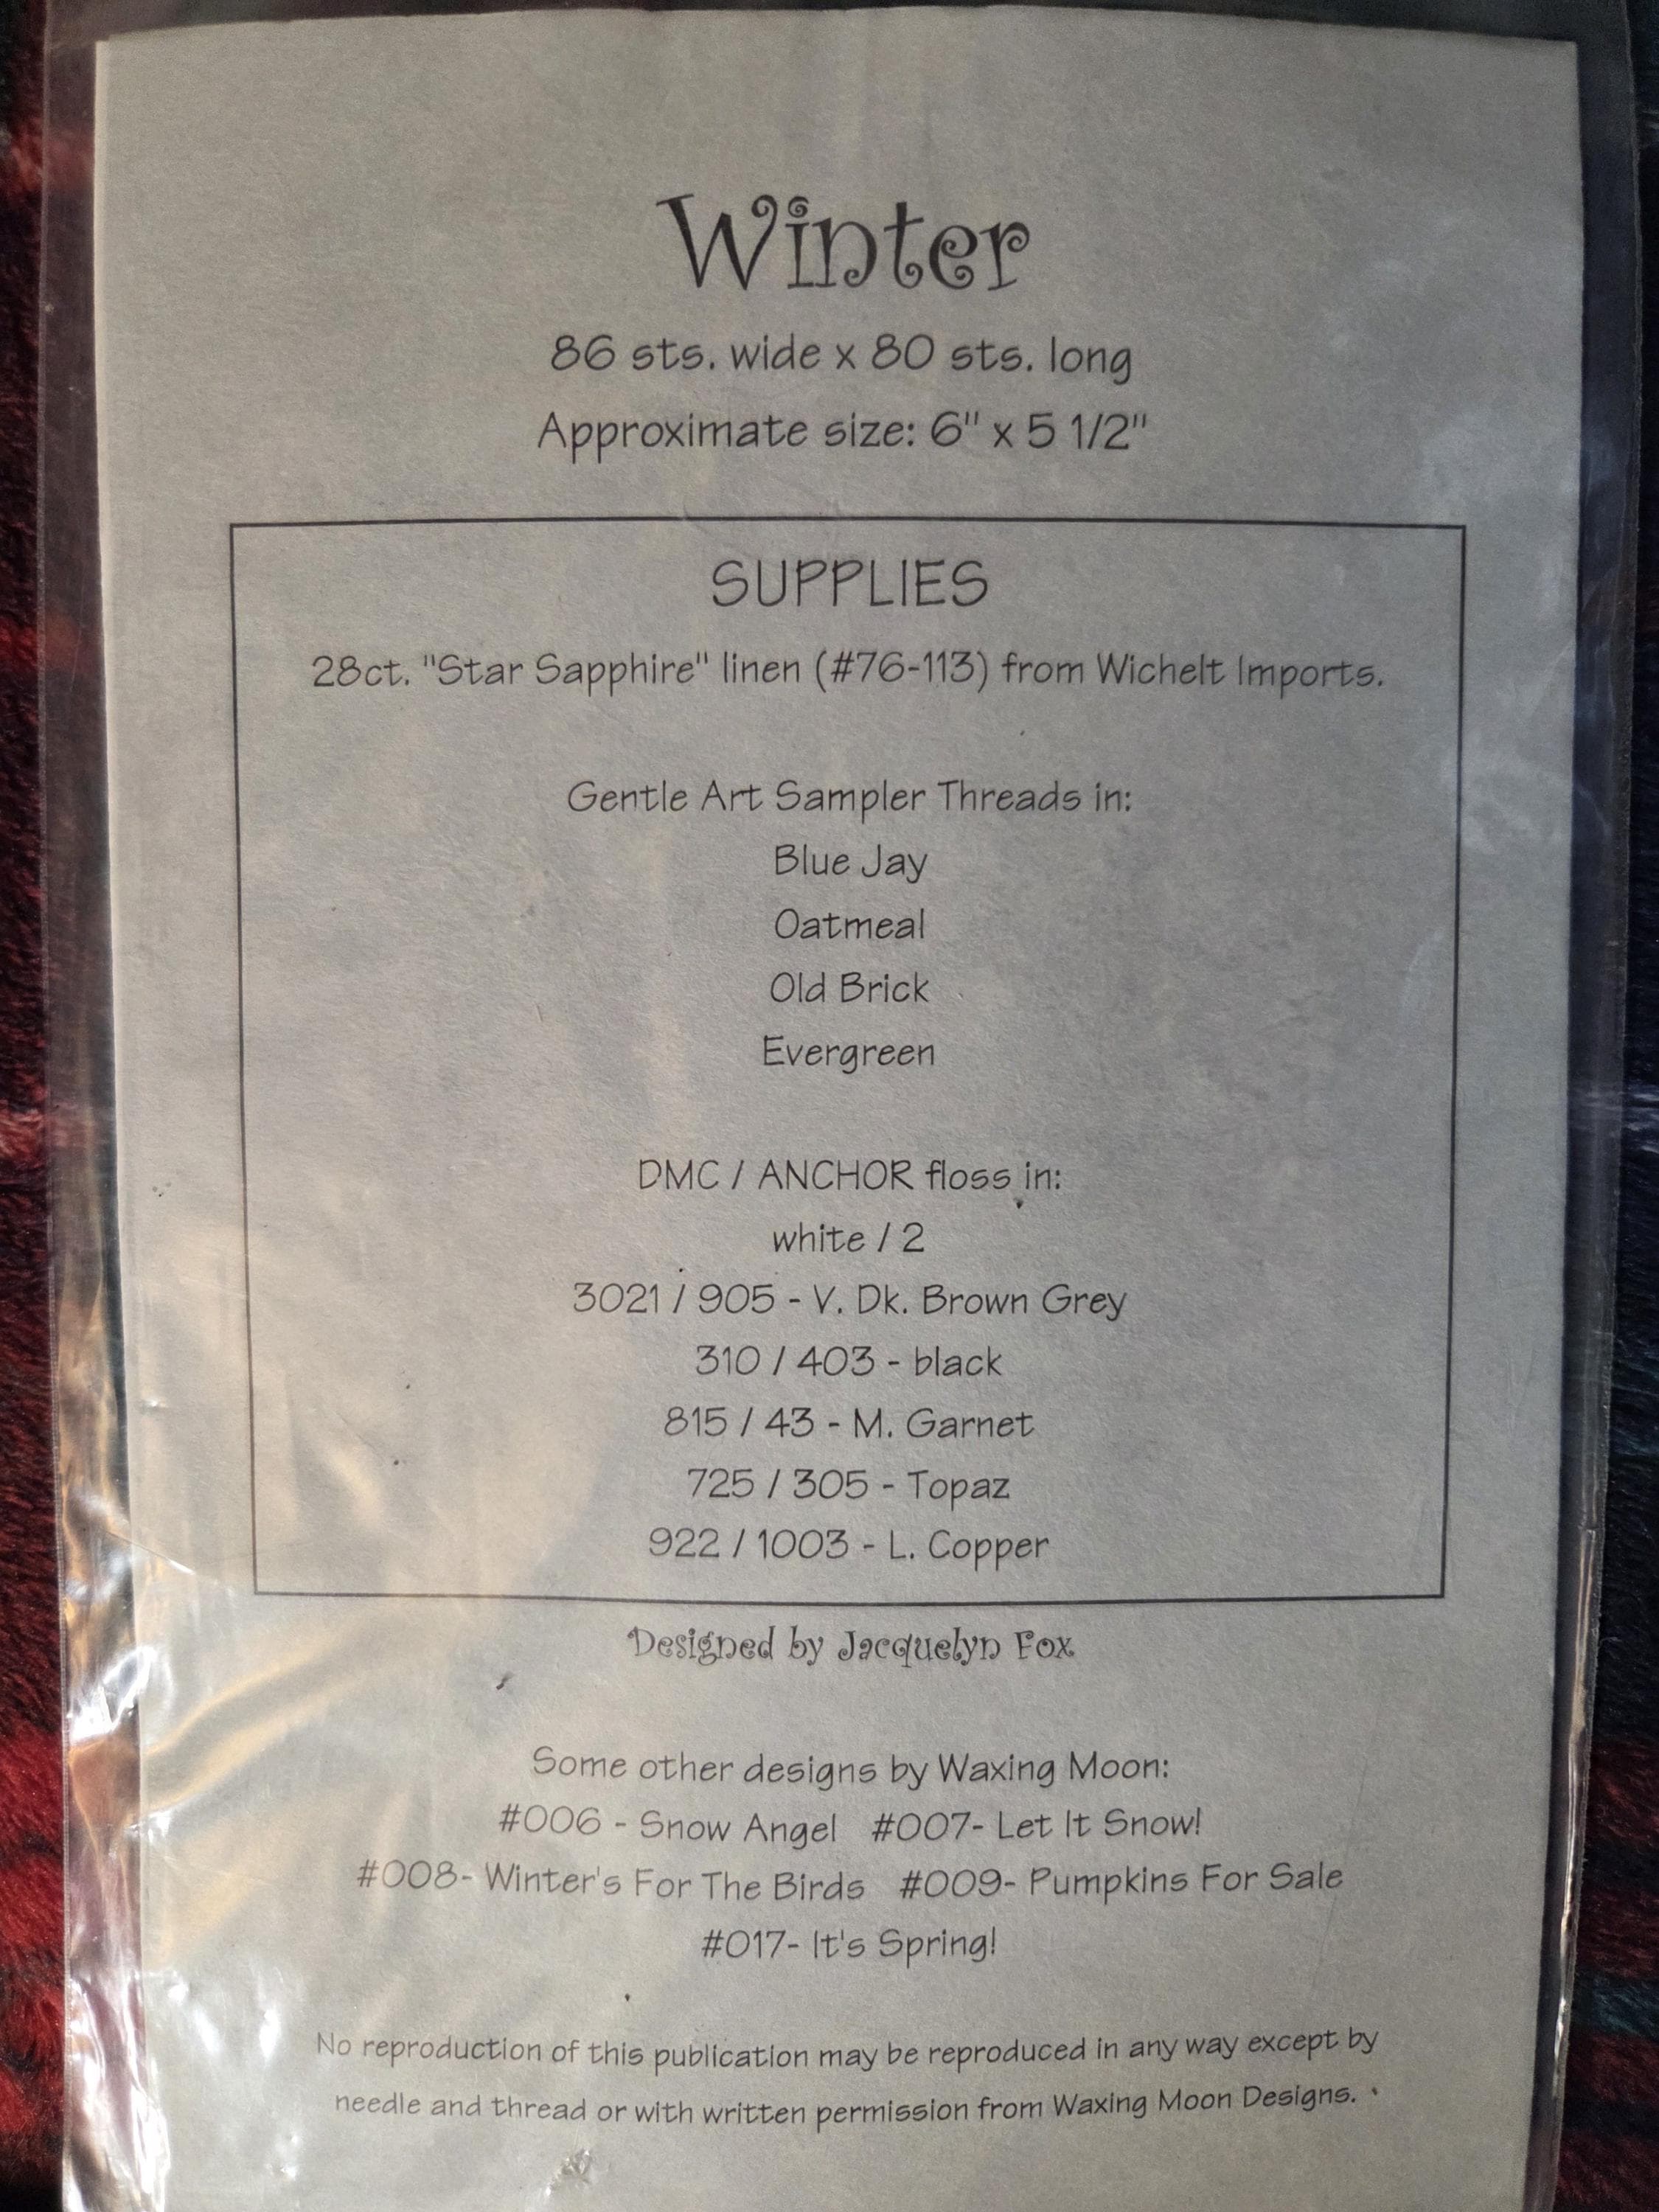 Winter
86 sts. wide x 80 sts. long
Approximate size: 6" x 5 1/2"
SUPPLIES
28ct. "Star Sapphire" linen (#76-113) from Wichelt Imports.
Gentle Art Sampler Threads in:
Blue Jay
Oatmeal
Old Brick
Evergreen
DMC / ANCHOR floss in:
white / 2
3021 / 905 - V. Dk. Brown Grey
310 / 403 - black
815 / 43 - M. Garnet
725 / 305 - Topaz
922 / 1003 - L. Copper
Designed by Jacquelyn Fox
Some other designs by Waxing Moon:
#006 - Snow Angel #007- Let It Snow!
#008- Winter's For The Birds #009- Pumpkins For Sale
#017- It's Spring!
No reproduction of this publication may be reproduced in any way except by
needle and thread or with written permission from Waxing Moon Designs.